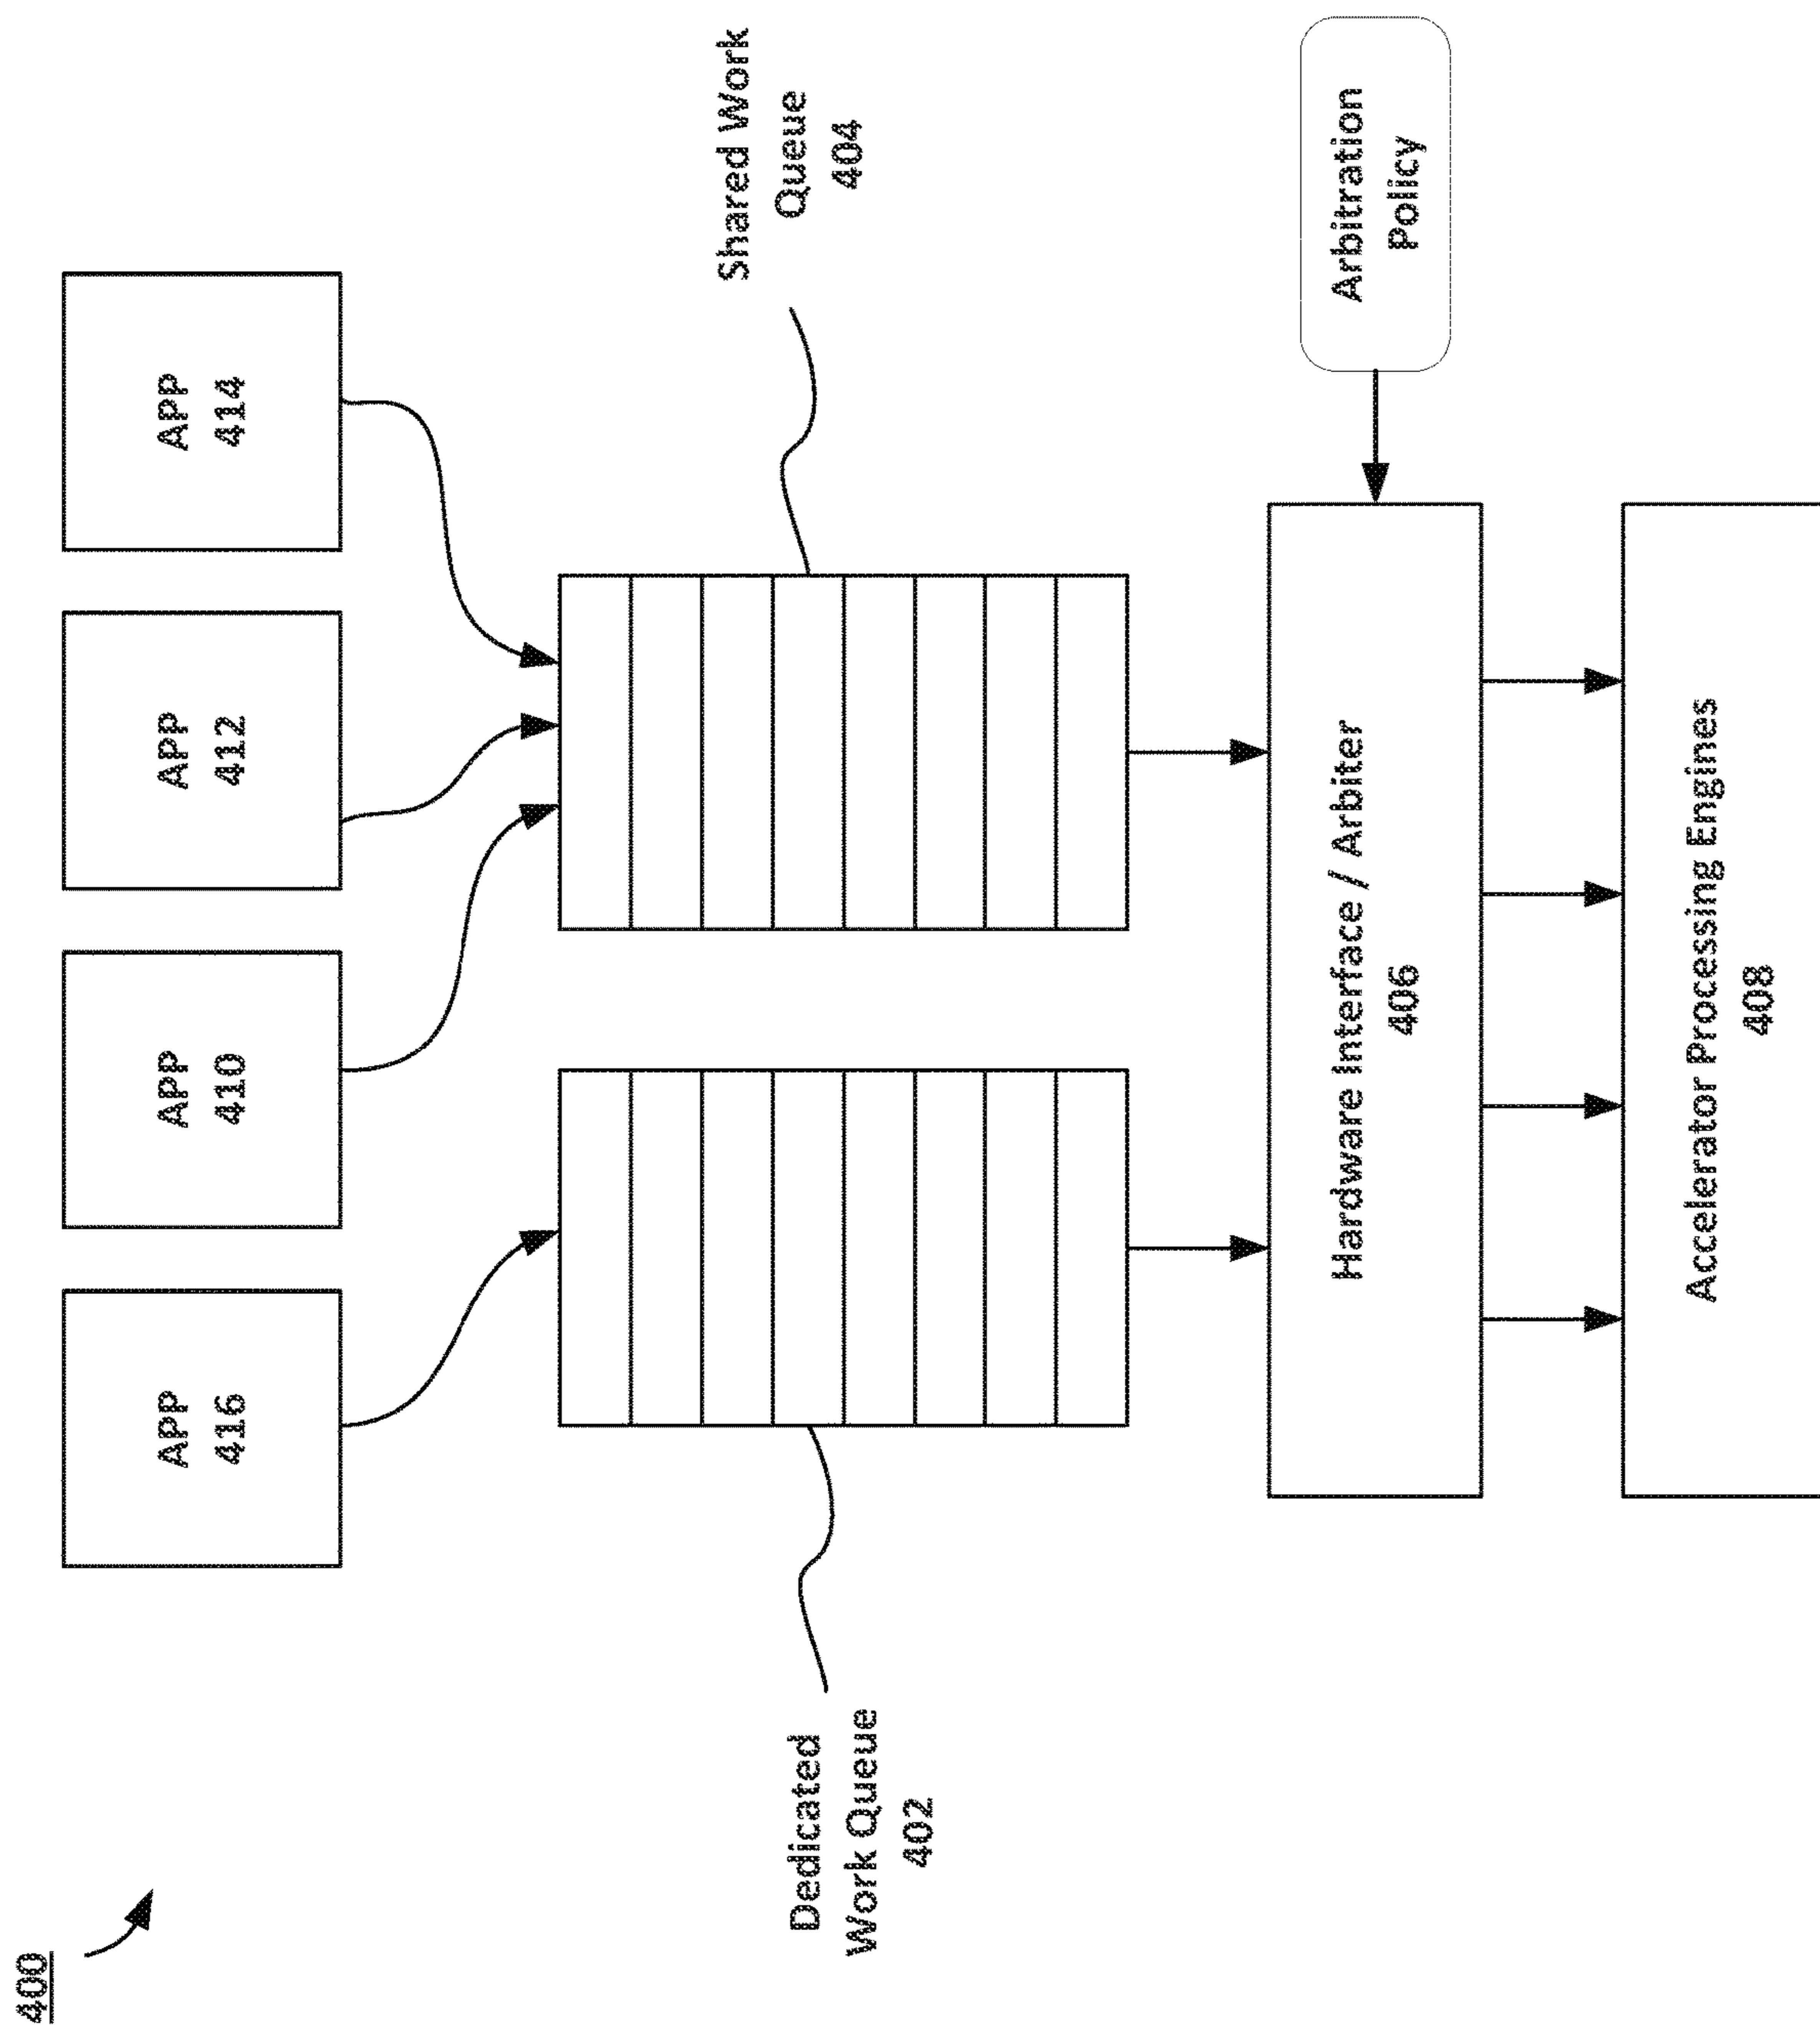 400
APP
416
APP
410
APP
412
APP
414
Dedicated
Work Queue
402
Shared Work
Queue
404
Hardware Interface / Arbiter
406
Arbitration
Policy
Accelerator Processing Engines
408